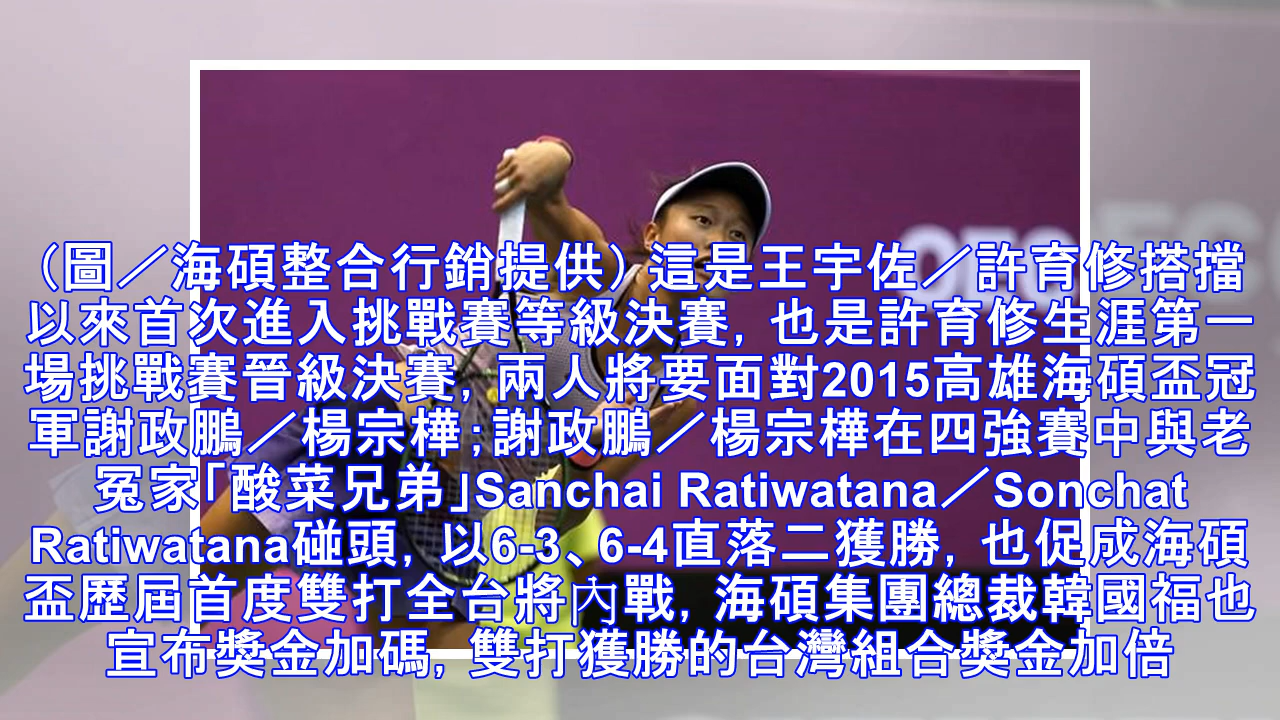 (圖／海碩整合行銷提供) 這是王宇佐／許育修搭擋
以來首次進入挑戰賽等級決賽, 也是許育修生涯第一
場挑戰賽晉級決賽, 兩人將要面對2015高雄海碩盃冠
軍謝政鵬／楊宗樺;謝政鵬／楊宗樺在四強賽中與老
冤家「酸菜兄弟」Sanchai Ratiwatana／Sonchat
Ratiwatana碰頭, 以6-3、6-4直落二獲勝, 也促成海碩
盃歷屆首度雙打全台將內戰, 海碩集團總裁韓國福也
宣布獎金加碼, 雙打獲勝的台灣組合獎金加倍